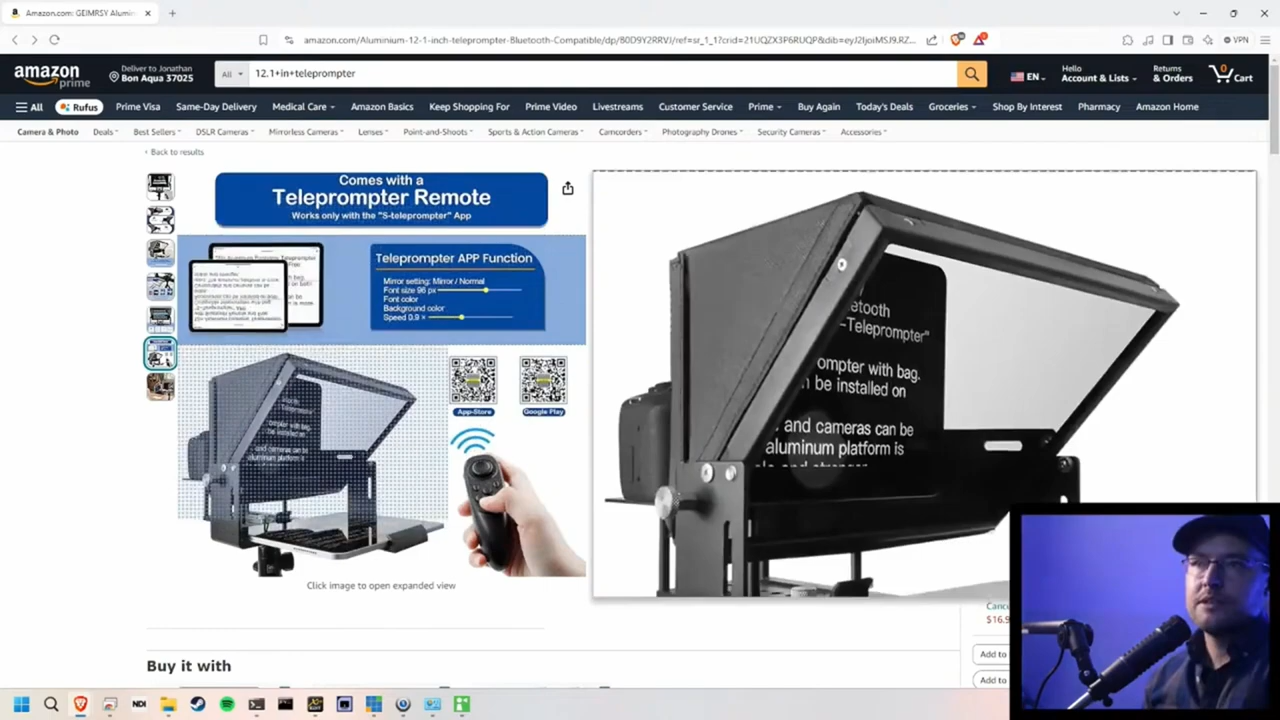 Amazon.com: GEIMRSY Alumin
amazon.com/Aluminium-12-1-inch-teleprompter-Bluetooth-Compatible/dp/B0D9Y2RRVJ/ref=sr_1_1?crid=21UQZX3P6RUQP&dib=eyJ2IjoiMSJ9.RZ...
VPN
amazon
prime
Deliver to Jonathan
Bon Aqua 37025
All
12.1+in+teleprompter
EN
Hello
Account & Lists
Returns
& Orders
0
Cart
All
Rufus
Prime Visa
Same-Day Delivery
Medical Care
Amazon Basics
Keep Shopping For
Prime Video
Livestreams
Customer Service
Prime
Buy Again
Today's Deals
Groceries
Shop By Interest
Pharmacy
Amazon Home
Camera & Photo
Deals
Best Sellers
DSLR Cameras
Mirrorless Cameras
Lenses
Point-and-Shoots
Sports & Action Cameras
Camcorders
Photography Drones
Security Cameras
Accessories
‹ Back to results
Comes with a
Teleprompter Remote
Works only with the "S-teleprompter" App
Teleprompter APP Function
Mirror setting: Mirror / Normal
Font size 96 px
Font color
Background color
Speed 0.9 ×
App-Store
Google Play
etooth
-Teleprompter"
ompter with bag.
n be installed on
and cameras can be
aluminum platform is
Click image to open expanded view
Buy it with
Cance
$16.9
Add to
Add to
NDI